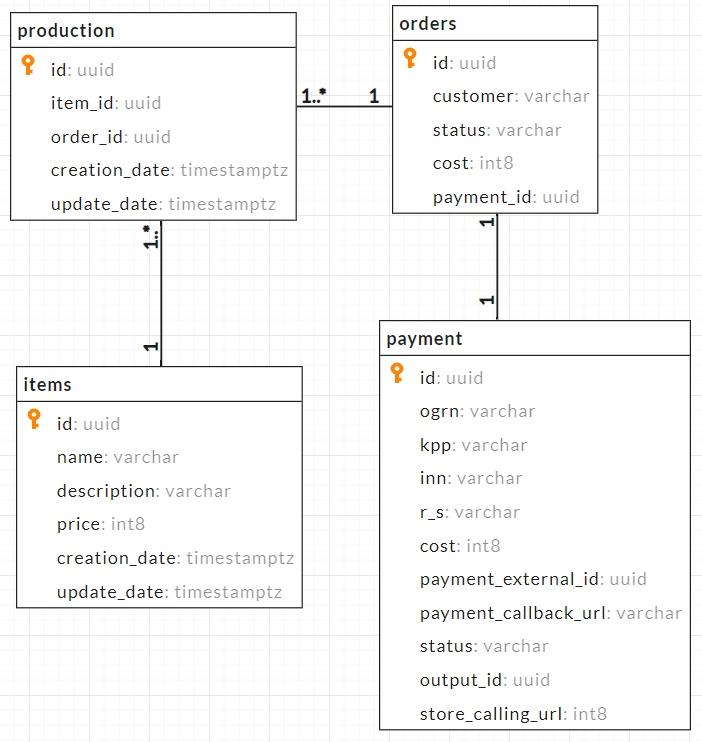 production
id: uuid
item_id: uuid
order_id: uuid
creation_date: timestamptz
update_date: timestamptz
1..*
1
orders
id: uuid
customer: varchar
status: varchar
cost: int8
payment_id: uuid
1..*
1
1
1
items
id: uuid
name: varchar
description: varchar
price: int8
creation_date: timestamptz
update_date: timestamptz
payment
id: uuid
ogrn: varchar
kpp: varchar
inn: varchar
r_s: varchar
cost: int8
payment_external_id: uuid
payment_callback_url: varchar
status: varchar
output_id: uuid
store_calling_url: int8